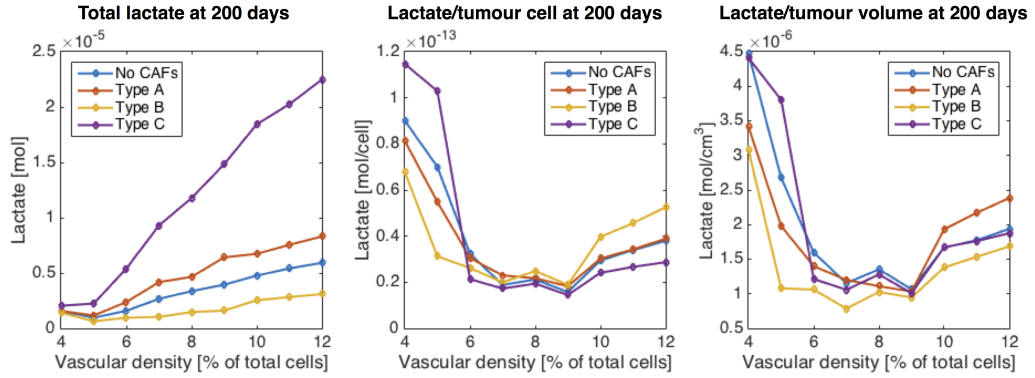 Total lactate at 200 days
×10-5
2.5
2
1.5
1
0.5
0
Lactate [mol]
No CAFs
Type A
Type B
Type C
4 6 8 10 12
Vascular density [% of total cells]
Lactate/tumour cell at 200 days
×10-13
1.2
1
0.8
0.6
0.4
0.2
0
Lactate [mol/cell]
No CAFs
Type A
Type B
Type C
4 6 8 10 12
Vascular density [% of total cells]
Lactate/tumour volume at 200 days
×10-6
4.5
4
3.5
3
2.5
2
1.5
1
0.5
Lactate [mol/cm3]
No CAFs
Type A
Type B
Type C
4 6 8 10 12
Vascular density [% of total cells]